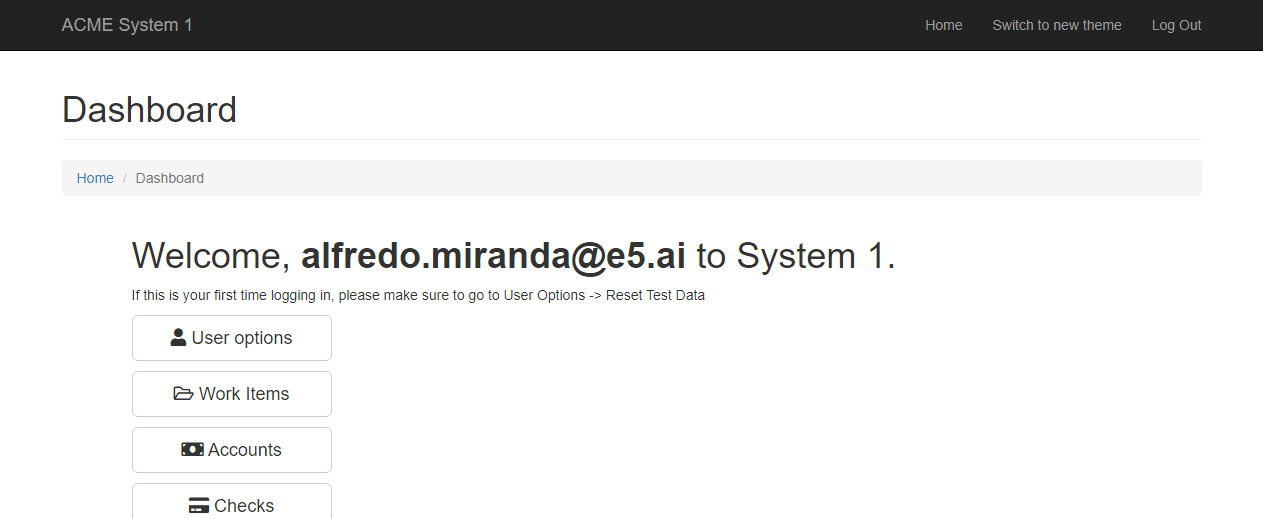 ACME System 1
Home
Switch to new theme
Log Out
Dashboard
Home / Dashboard
Welcome, alfredo.miranda@e5.ai to System 1.
If this is your first time logging in, please make sure to go to User Options -> Reset Test Data
User options
Work Items
Accounts
Checks